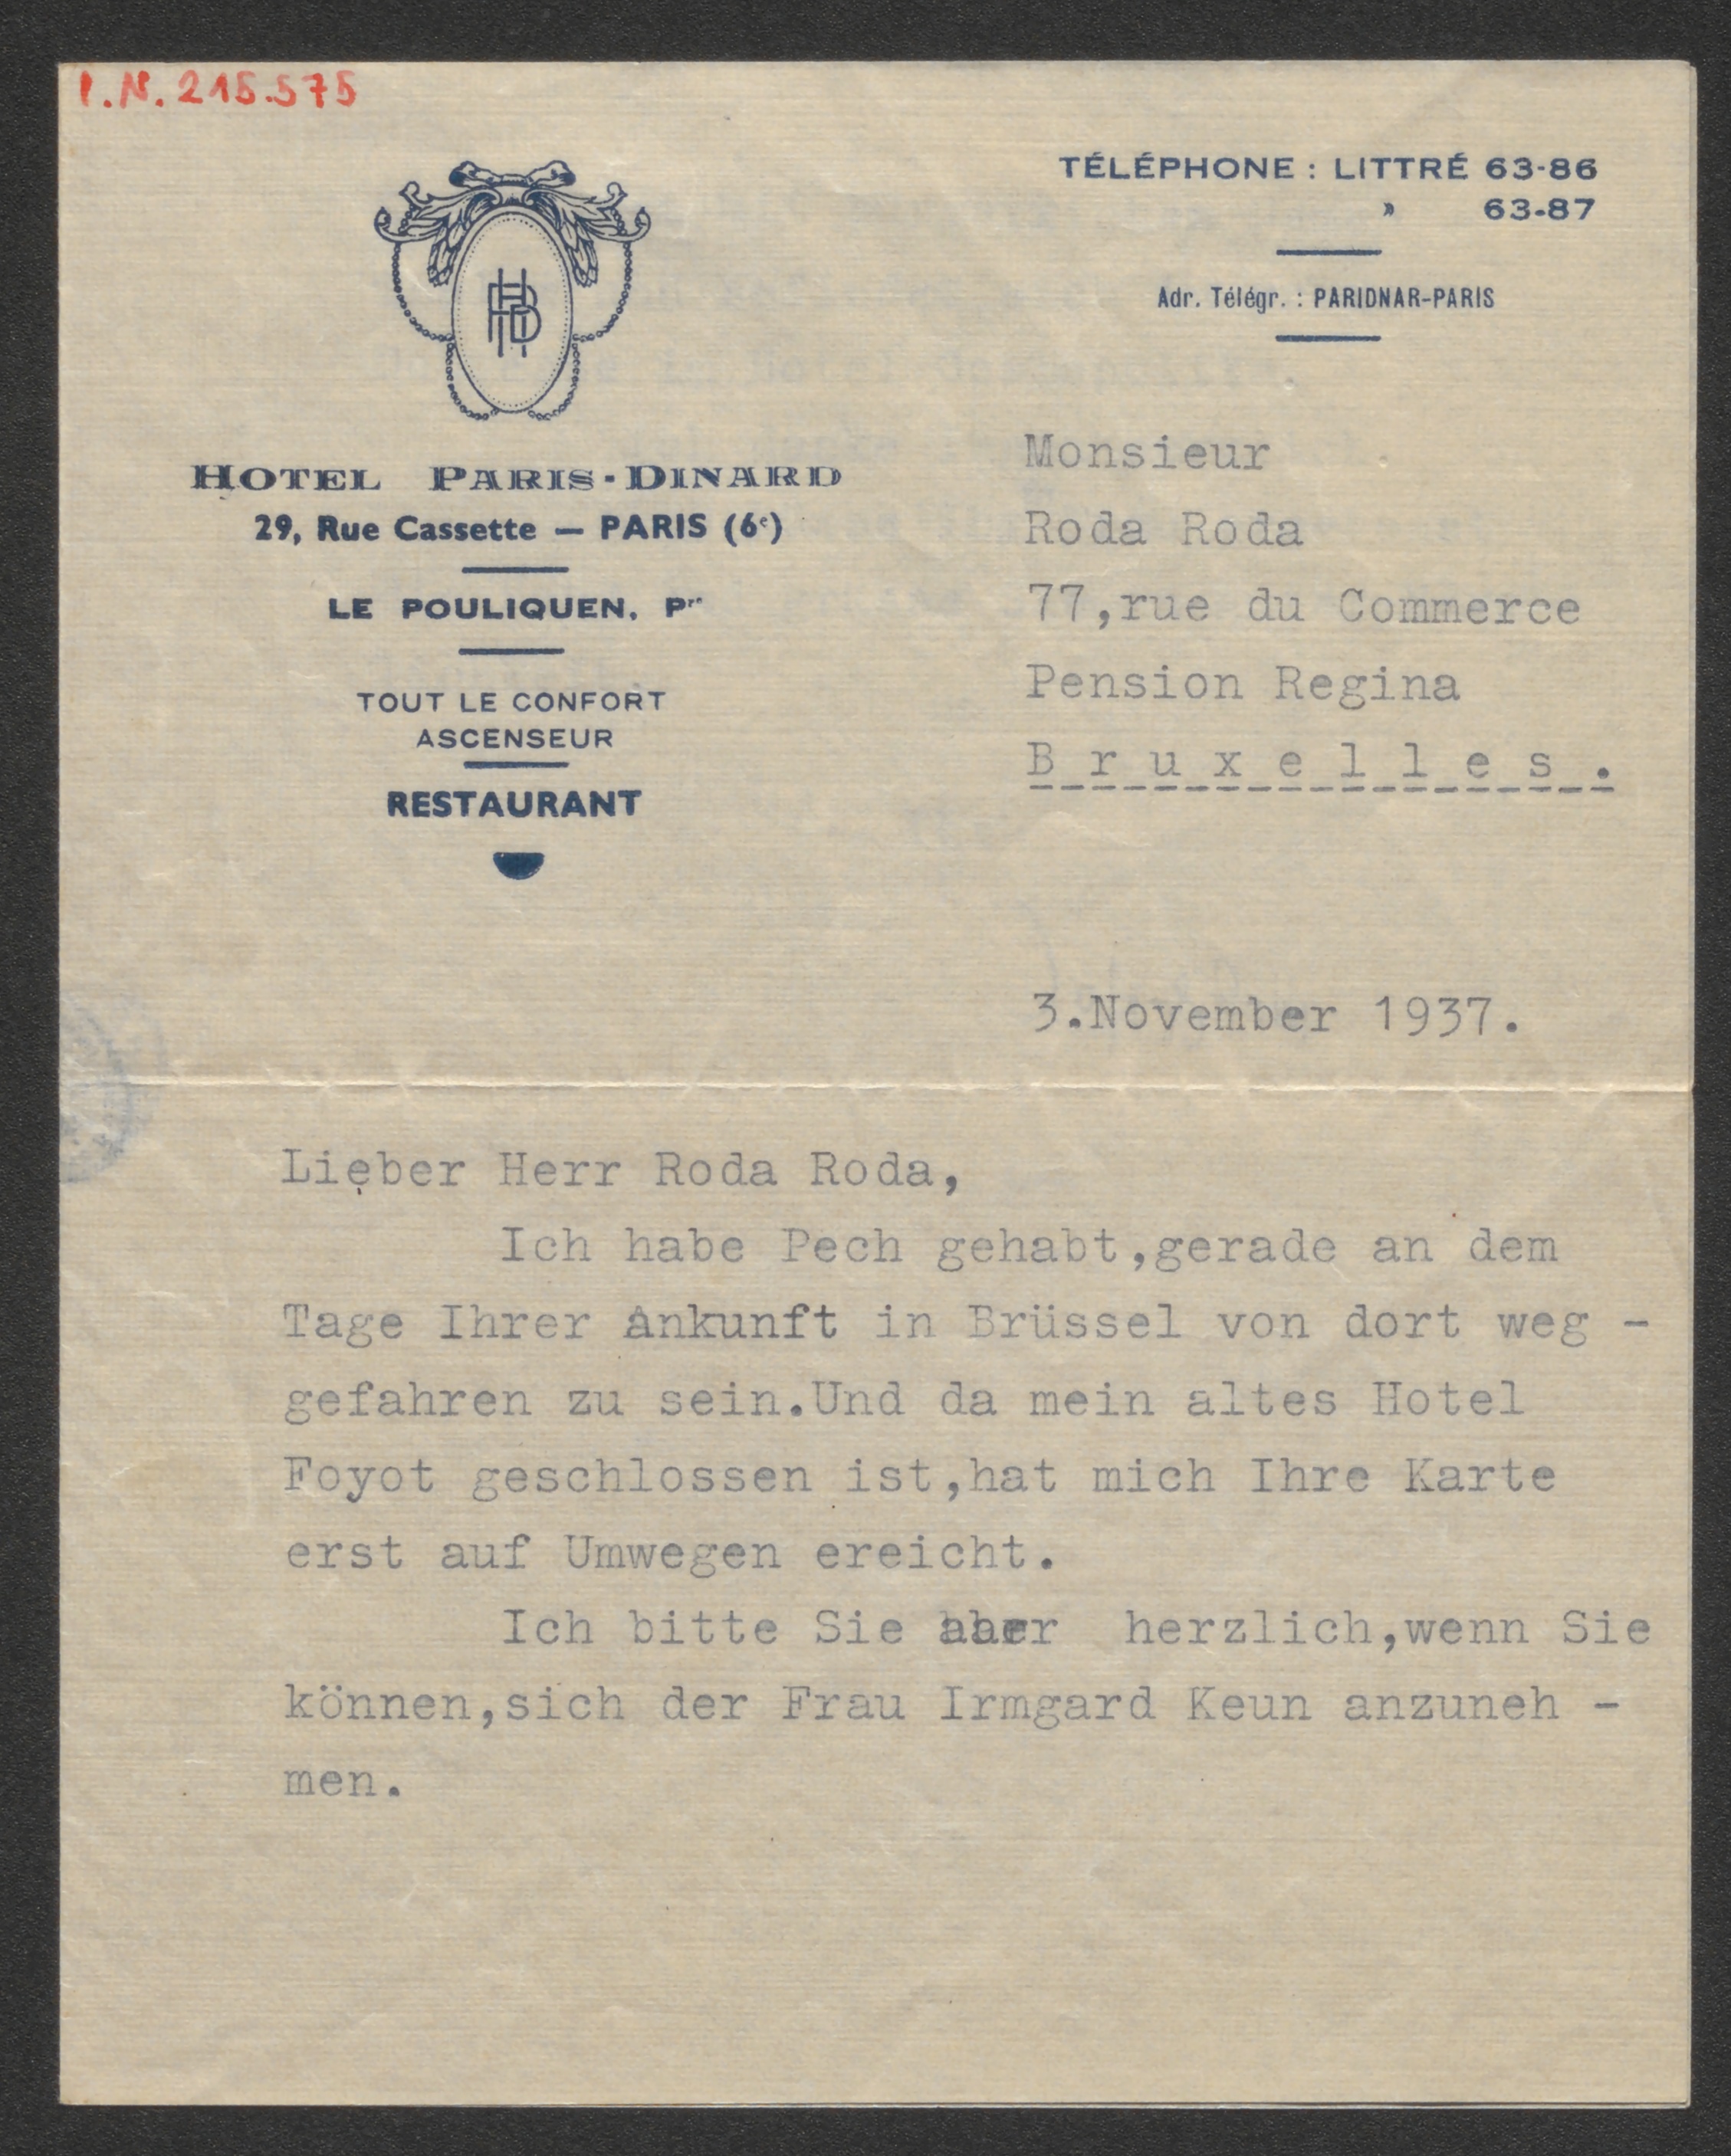 I.N. 215.575
TÉLÉPHONE : LITTRÉ 63-86
» 63-87
Adr. Télégr. : PARIDNAR-PARIS
HOTEL PARIS-DINARD
29, Rue Cassette — PARIS (6e)
LE POULIQUEN, Pre
TOUT LE CONFORT
ASCENSEUR
RESTAURANT
Monsieur
Roda Roda
77,rue du Commerce
Pension Regina
Bruxelles.
3.November 1937.
Lieber Herr Roda Roda,
Ich habe Pech gehabt,gerade an dem
Tage Ihrer Ankunft in Brüssel von dort weg -
gefahren zu sein.Und da mein altes Hotel
Foyot geschlossen ist,hat mich Ihre Karte
erst auf Umwegen ereicht.
Ich bitte Sie aber herzlich,wenn Sie
können,sich der Frau Irmgard Keun anzuneh -
men.